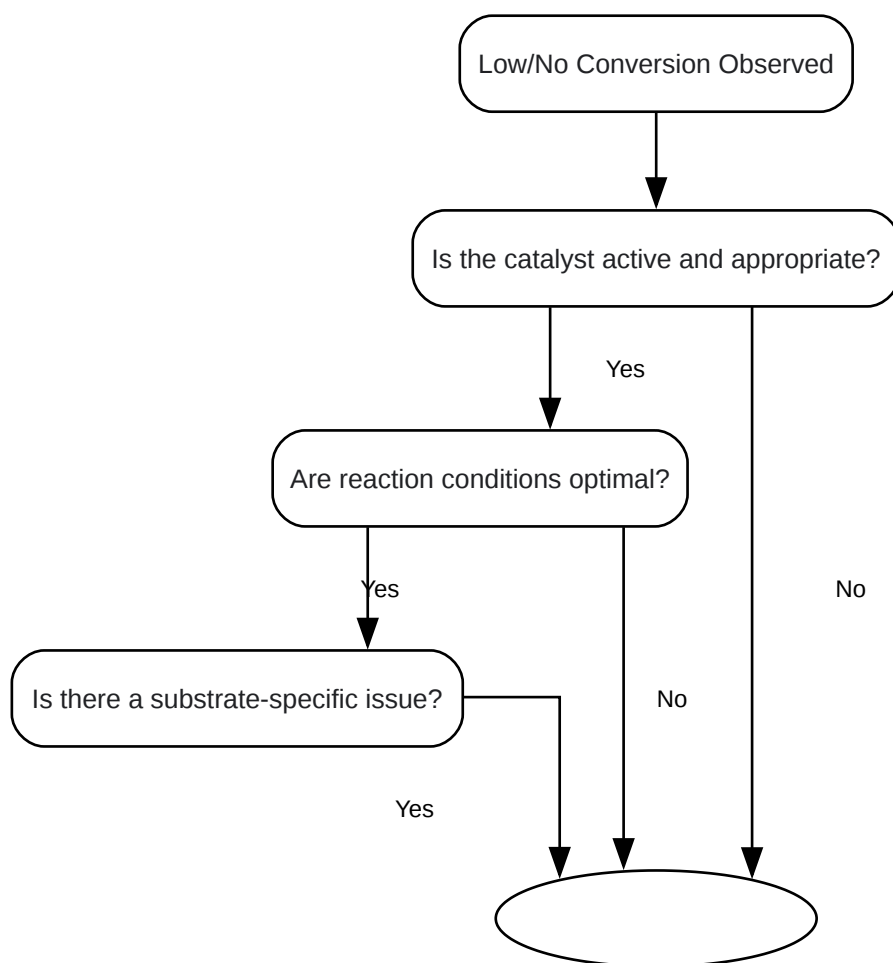 Low/No Conversion Observed
Is the catalyst active and appropriate?
Yes
Are reaction conditions optimal?
Yes
No
Is there a substrate-specific issue?
No
Yes